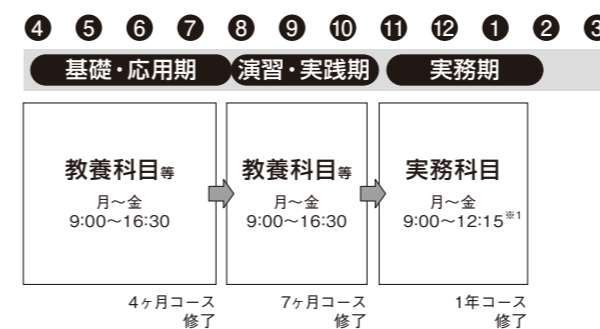 ❹ ❺ ❻ ❼ ❽ ❾ ❿ ⓫ ⓬ ❶ ❷ ❸
基礎・応用期 演習・実践期 実務期
教養科目等 教養科目等 実務科目
月〜金 月〜金 月〜金
9:00〜16:30 9:00〜16:30 9:00〜12:15※1
4ヶ月コース 7ヶ月コース 1年コース
修了 修了 修了